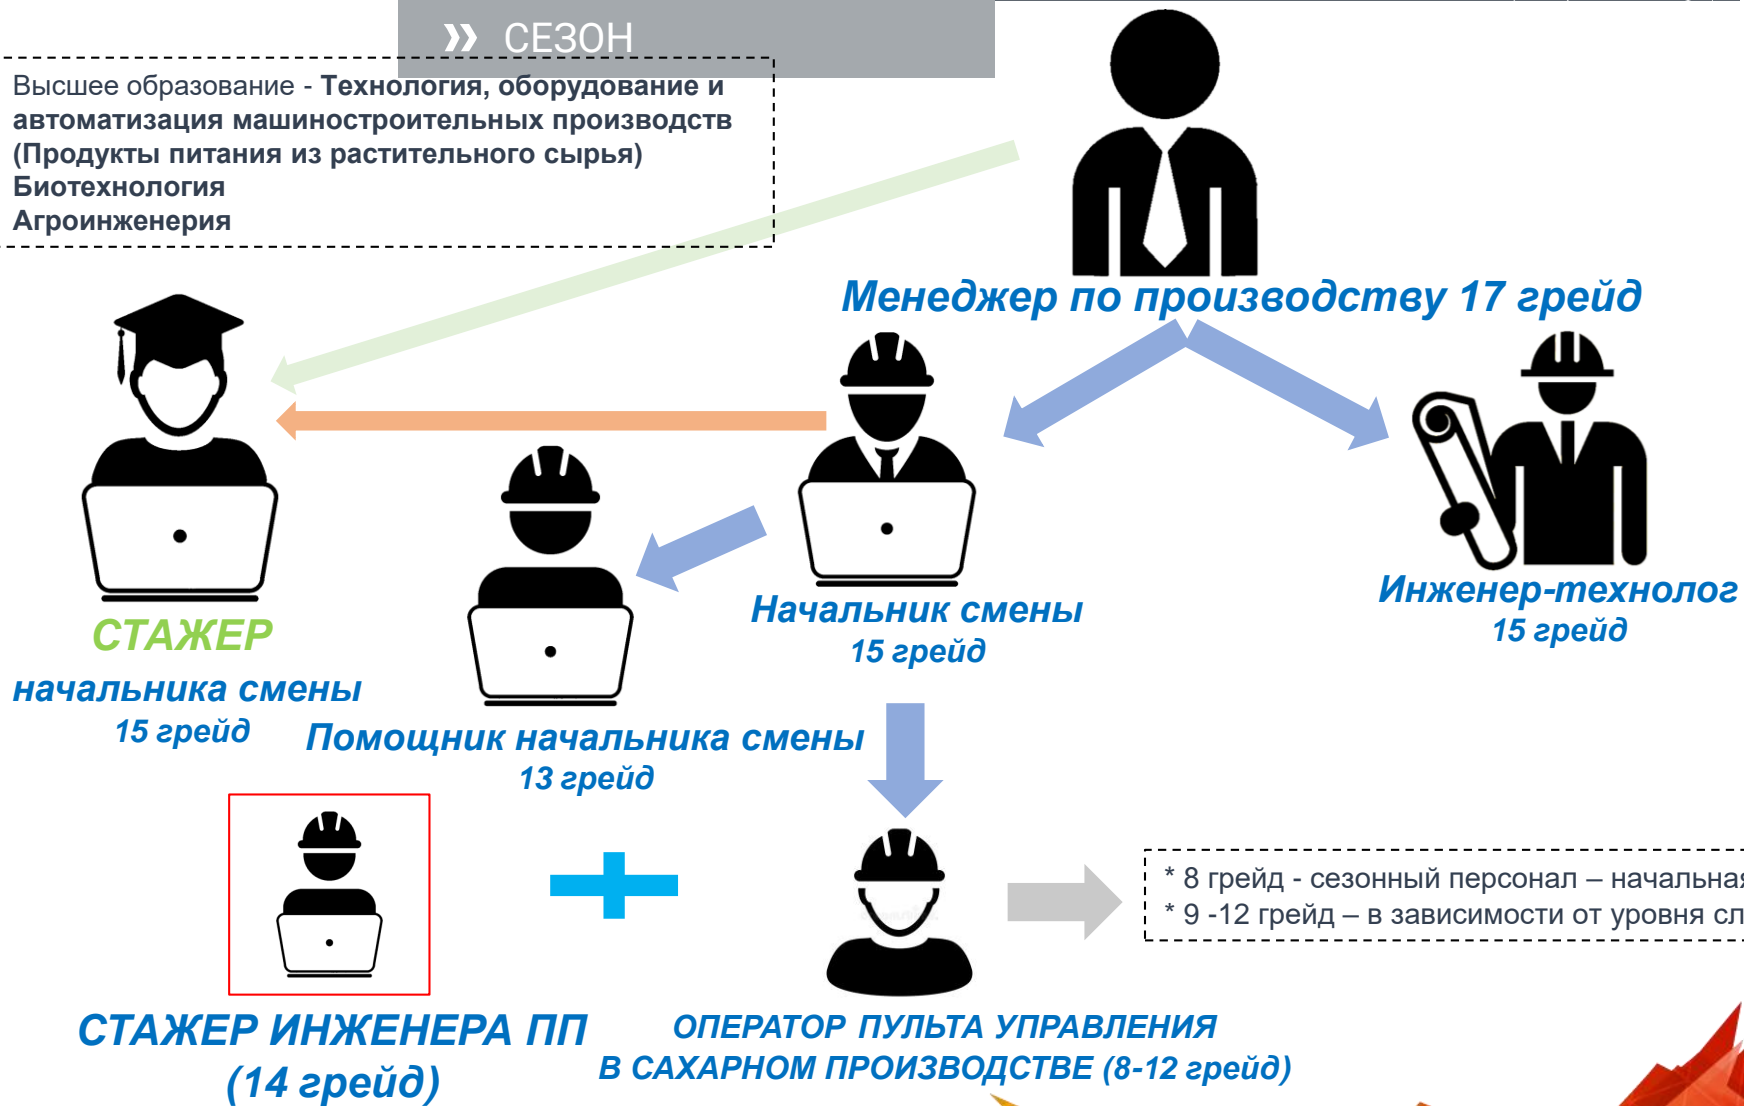 » СЕЗОН
Высшее образование - Технология, оборудование и
автоматизация машиностроительных производств
(Продукты питания из растительного сырья)
Биотехнология
Агроинженерия
Менеджер по производству 17 грейд
Начальник смены
15 грейд
Инженер-технолог
15 грейд
СТАЖЕР
начальника смены
15 грейд
Помощник начальника смены
13 грейд
* 8 грейд - сезонный персонал – начальная
* 9 -12 грейд – в зависимости от уровня сл
СТАЖЕР ИНЖЕНЕРА ПП
(14 грейд)
ОПЕРАТОР ПУЛЬТА УПРАВЛЕНИЯ
В САХАРНОМ ПРОИЗВОДСТВЕ (8-12 грейд)